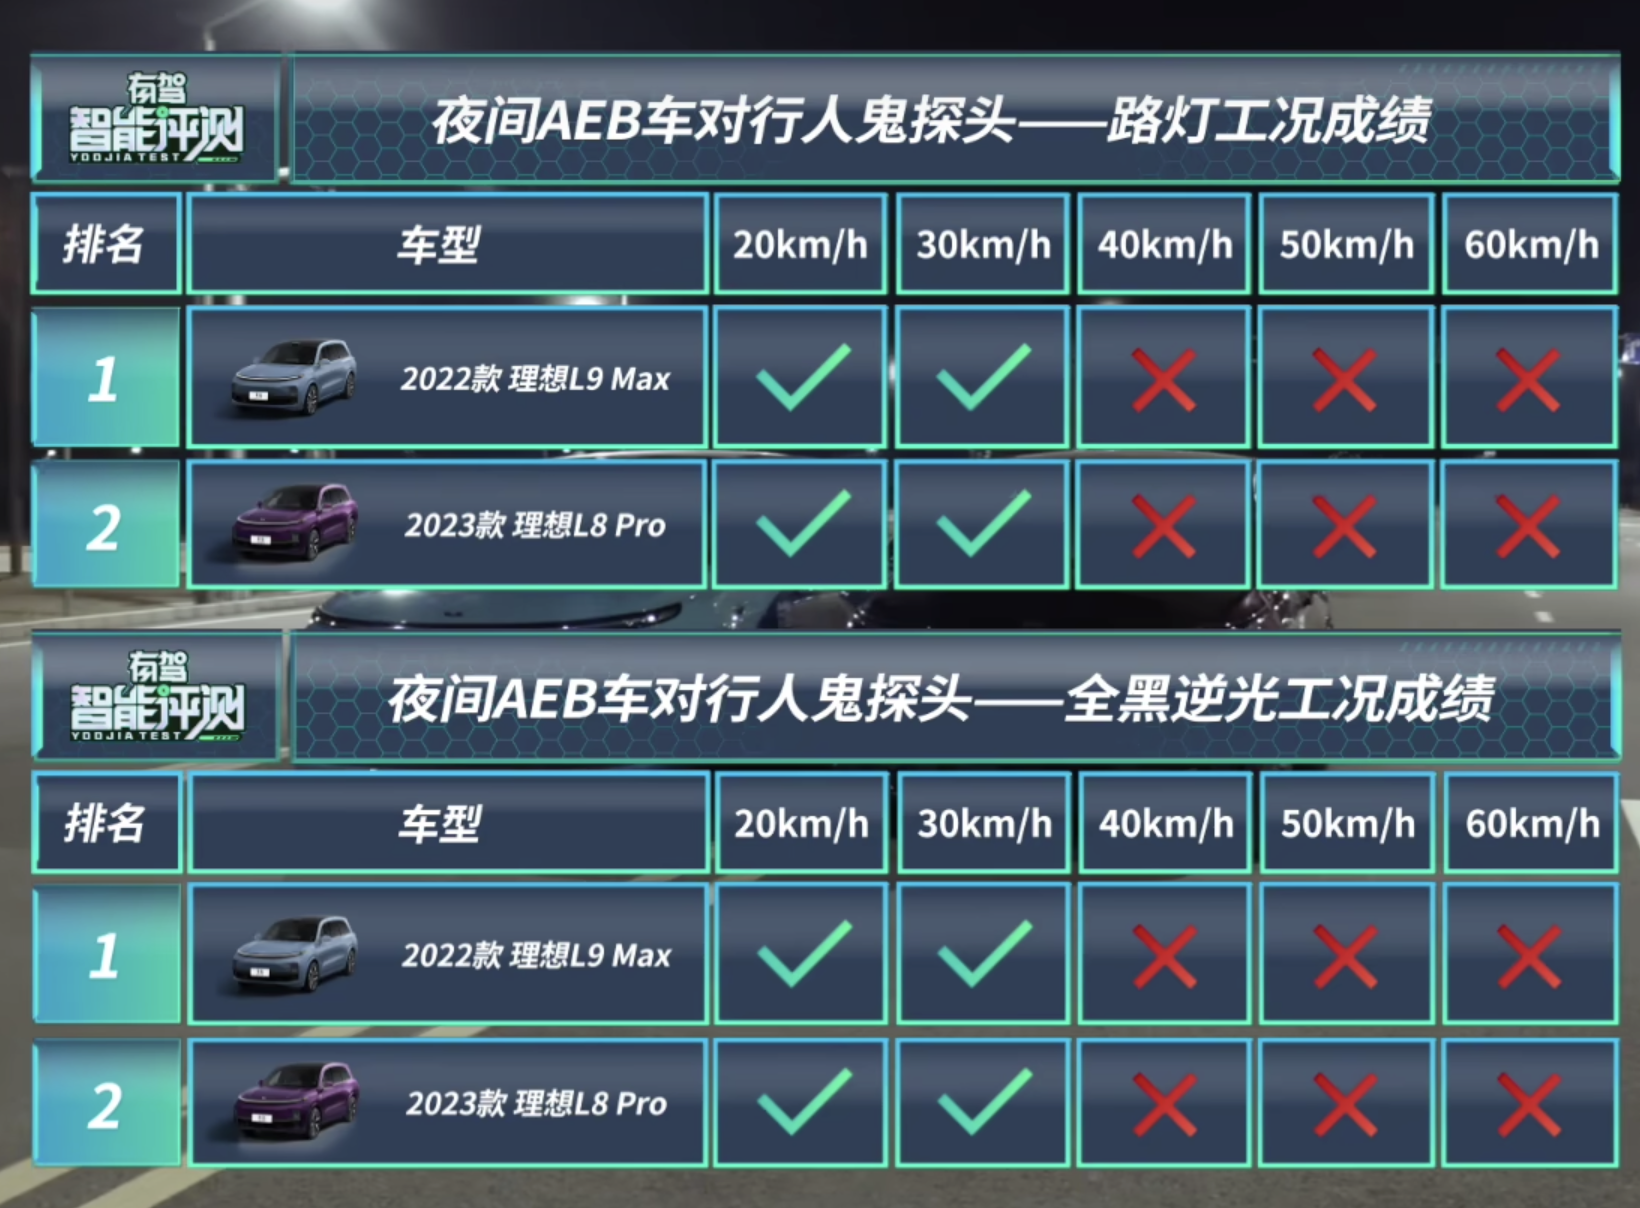 有驾
智能评测
YOOJIA TEST
夜间AEB车对行人鬼探头——路灯工况成绩
排名 车型 20km/h 30km/h 40km/h 50km/h 60km/h
1 2022款 理想L9 Max
2 2023款 理想L8 Pro
有驾
智能评测
YOOJIA TEST
夜间AEB车对行人鬼探头——全黑逆光工况成绩
排名 车型 20km/h 30km/h 40km/h 50km/h 60km/h
1 2022款 理想L9 Max
2 2023款 理想L8 Pro